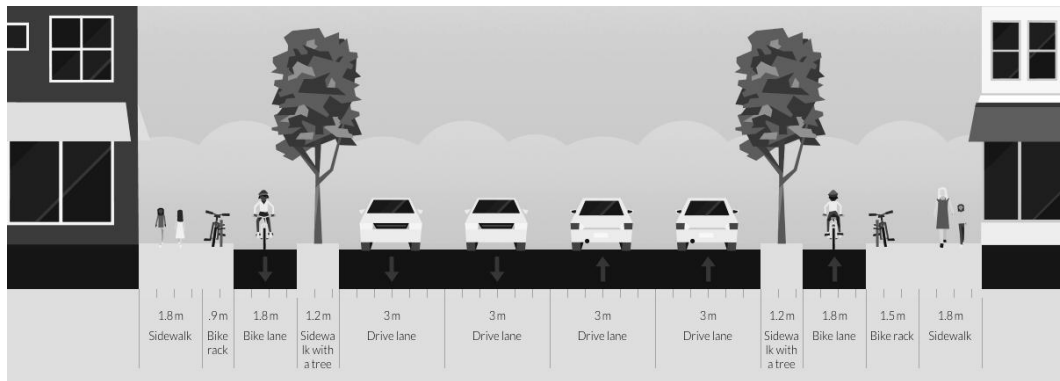 1.8 m
Sidewalk
.9 m
Bike
rack
1.8 m
Bike lane
1.2 m
Sidewa
lk with
a tree
3 m
Drive lane
3 m
Drive lane
3 m
Drive lane
3 m
Drive lane
1.2 m
Sidewa
lk with
a tree
1.8 m
Bike lane
1.5 m
Bike rack
1.8 m
Sidewalk